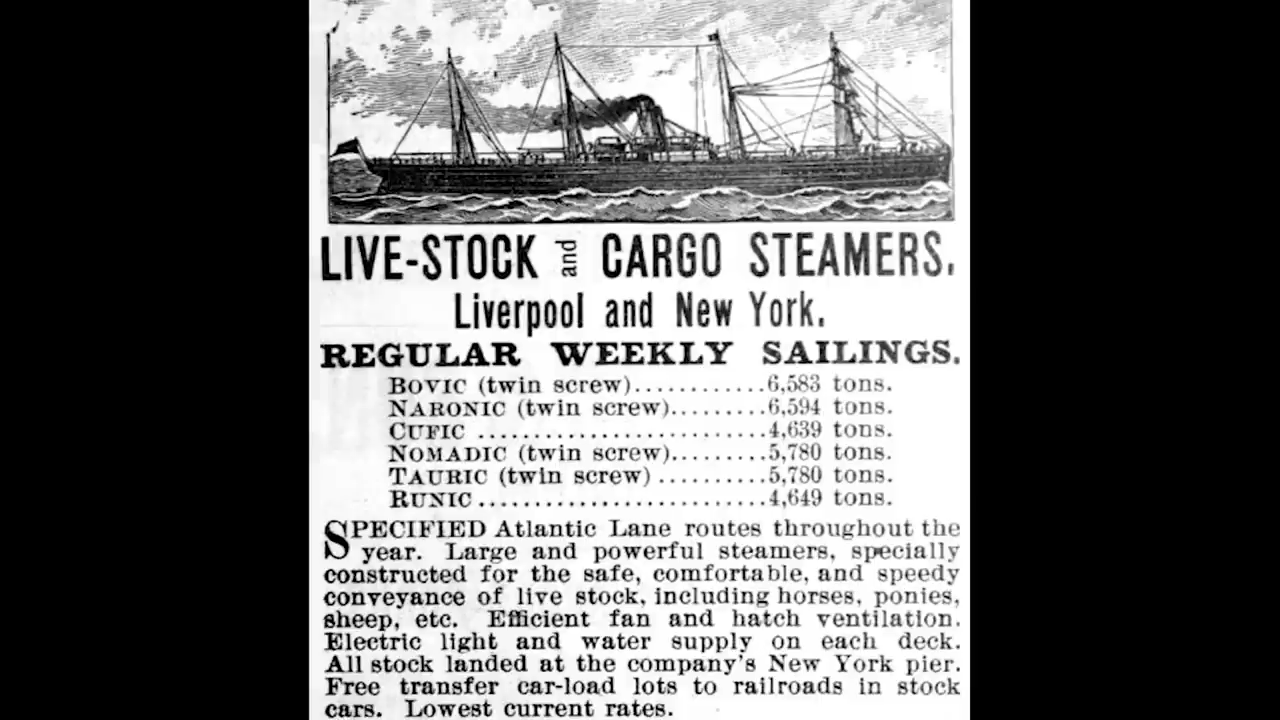 LIVE-STOCK and CARGO STEAMERS.
Liverpool and New York.
REGULAR WEEKLY SAILINGS.
BOVIC (twin screw)............6,583 tons.
NARONIC (twin screw).........6,594 tons.
CUFIC ..........................4,639 tons.
NOMADIC (twin screw).........5,780 tons.
TAURIC (twin screw) ..........5,780 tons.
RUNIC..........................4,649 tons.
SPECIFIED Atlantic Lane routes throughout the
year. Large and powerful steamers, specially
constructed for the safe, comfortable, and speedy
conveyance of live stock, including horses, ponies,
sheep, etc. Efficient fan and hatch ventilation.
Electric light and water supply on each deck.
All stock landed at the company's New York pier.
Free transfer car-load lots to railroads in stock
cars. Lowest current rates.